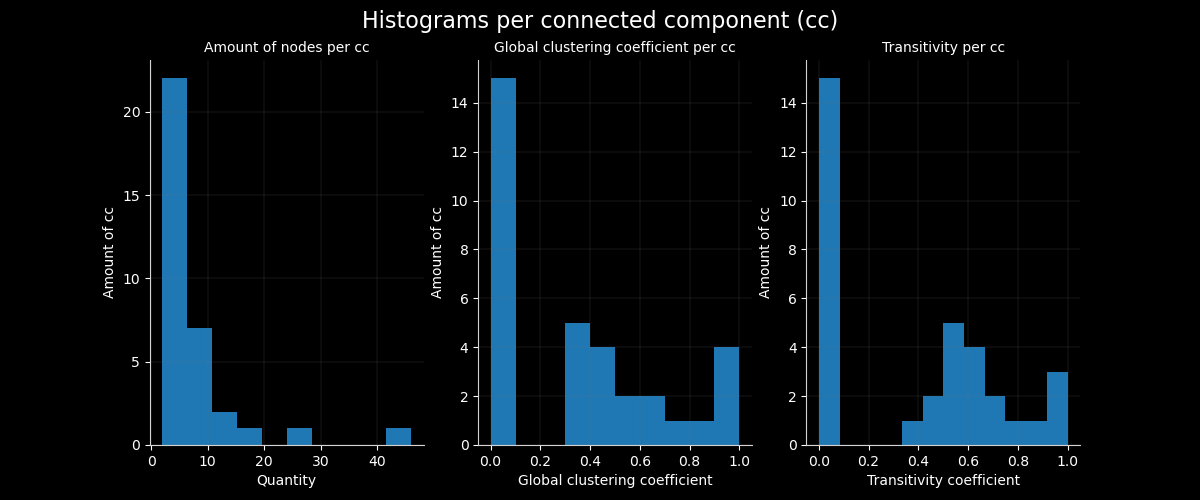 Histograms per connected component (cc)
Amount of nodes per cc
20
15
10
5
0
Amount of cc
0 10 20 30 40
Quantity
Global clustering coefficient per cc
14
12
10
8
6
4
2
0
Amount of cc
0.0 0.2 0.4 0.6 0.8 1.0
Global clustering coefficient
Transitivity per cc
14
12
10
8
6
4
2
0
Amount of cc
0.0 0.2 0.4 0.6 0.8 1.0
Transitivity coefficient